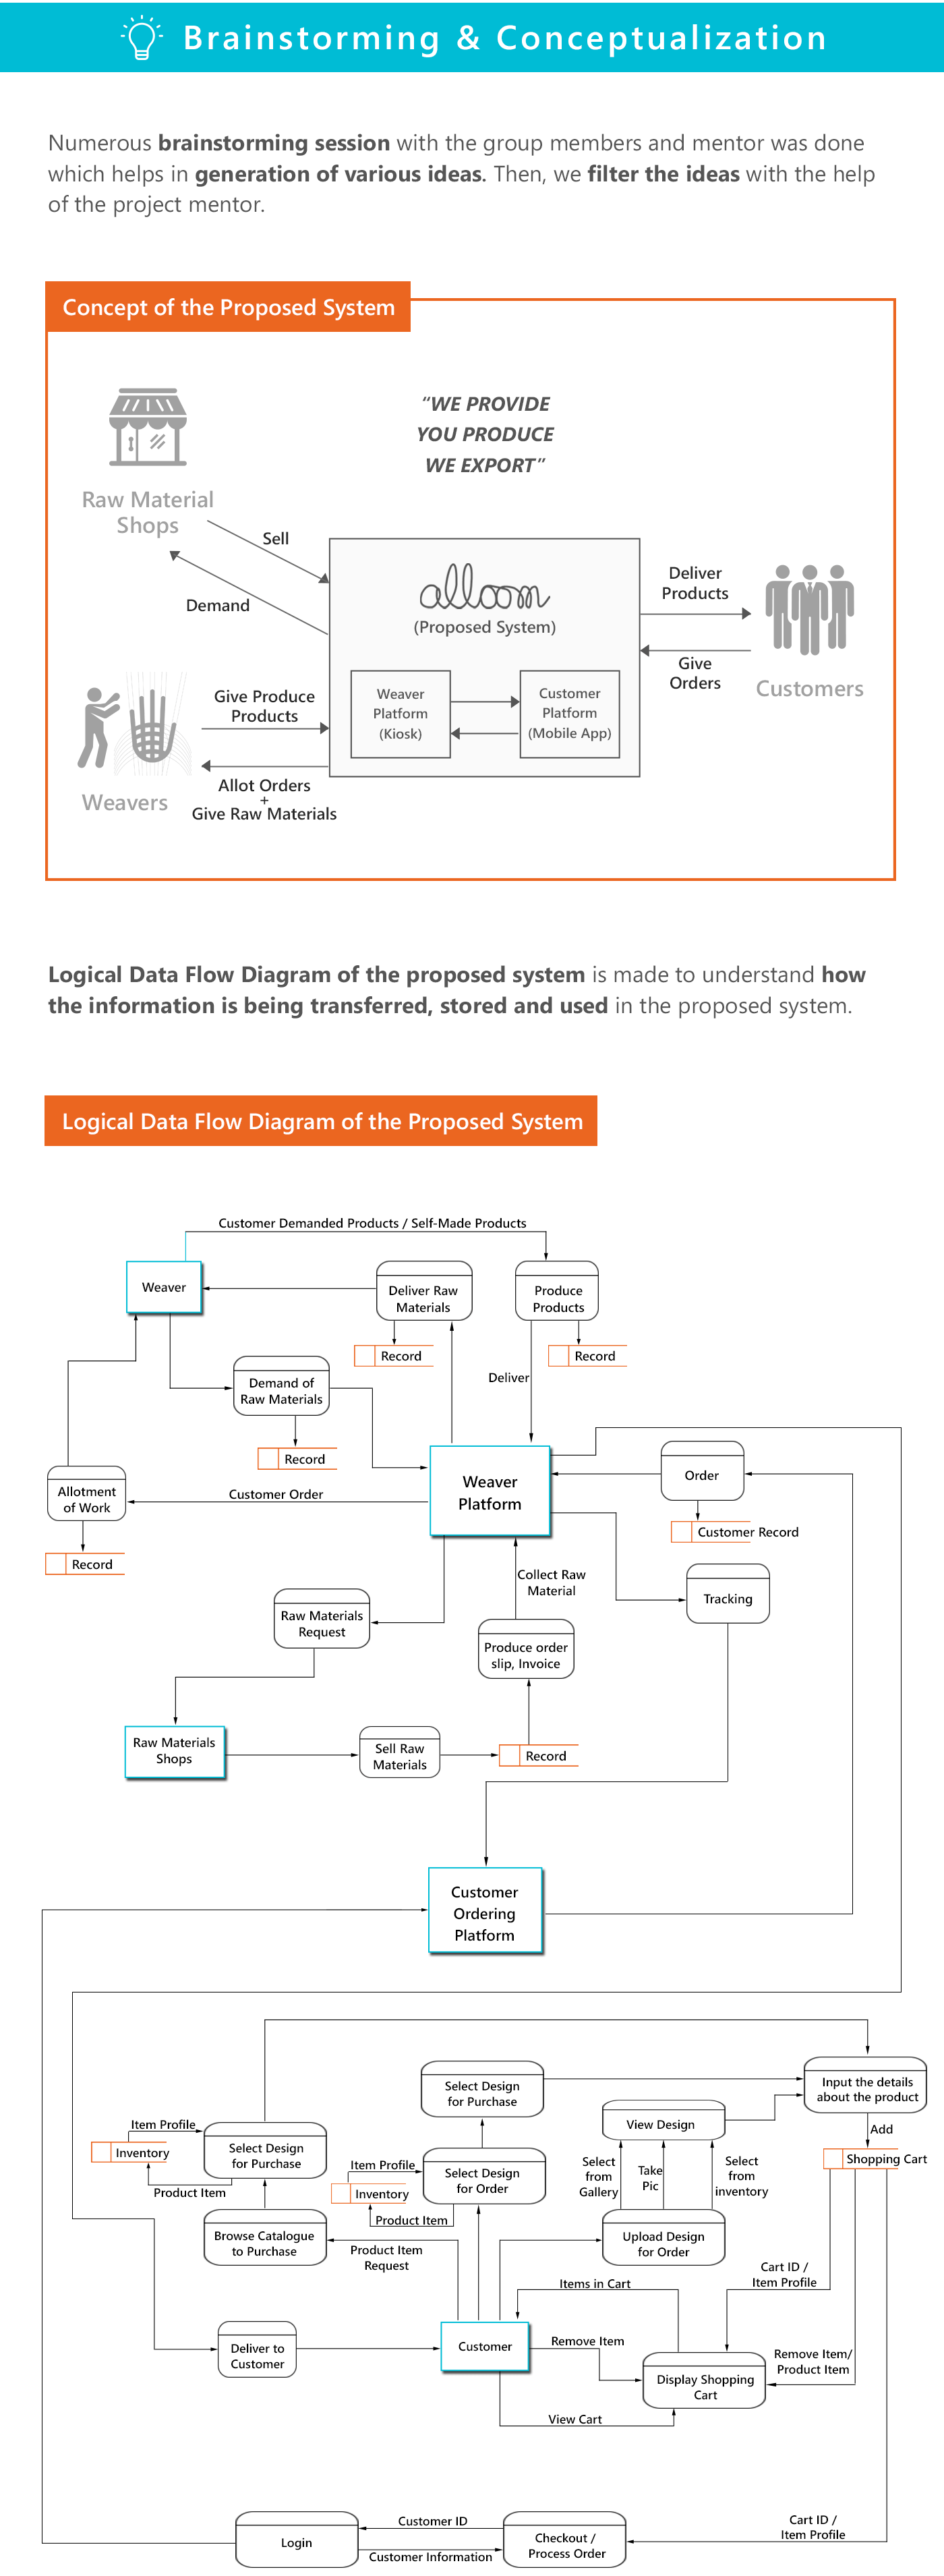 Brainstorming & Conceptualization
Numerous brainstorming session with the group members and mentor was done
which helps in generation of various ideas. Then, we filter the ideas with the help
of the project mentor.
Concept of the Proposed System
“WE PROVIDE
YOU PRODUCE
WE EXPORT”
Raw Material
Shops
Sell
Demand
alloom
(Proposed System)
Deliver
Products
Give
Orders
Customers
Weaver
Platform
(Kiosk)
Customer
Platform
(Mobile App)
Give Produce
Products
Weavers
Allot Orders
+
Give Raw Materials
Logical Data Flow Diagram of the proposed system is made to understand how
the information is being transferred, stored and used in the proposed system.
Logical Data Flow Diagram of the Proposed System
Customer Demanded Products / Self-Made Products
Weaver
Deliver Raw
Materials
Produce
Products
Record
Record
Deliver
Demand of
Raw Materials
Record
Weaver
Platform
Order
Customer Record
Allotment
of Work
Customer Order
Record
Collect Raw
Material
Tracking
Raw Materials
Request
Produce order
slip, Invoice
Raw Materials
Shops
Sell Raw
Materials
Record
Customer
Ordering
Platform
Select Design
for Purchase
Input the details
about the product
View Design
Add
Item Profile
Inventory
Product Item
Select Design
for Purchase
Item Profile
Inventory
Product Item
Select Design
for Order
Select
from
Gallery
Take
Pic
Select
from
inventory
Shopping Cart
Browse Catalogue
to Purchase
Product Item
Request
Upload Design
for Order
Items in Cart
Cart ID /
Item Profile
Deliver to
Customer
Customer
Remove Item
Display Shopping
Cart
Remove Item/
Product Item
View Cart
Login
Customer ID
Customer Information
Checkout /
Process Order
Cart ID /
Item Profile